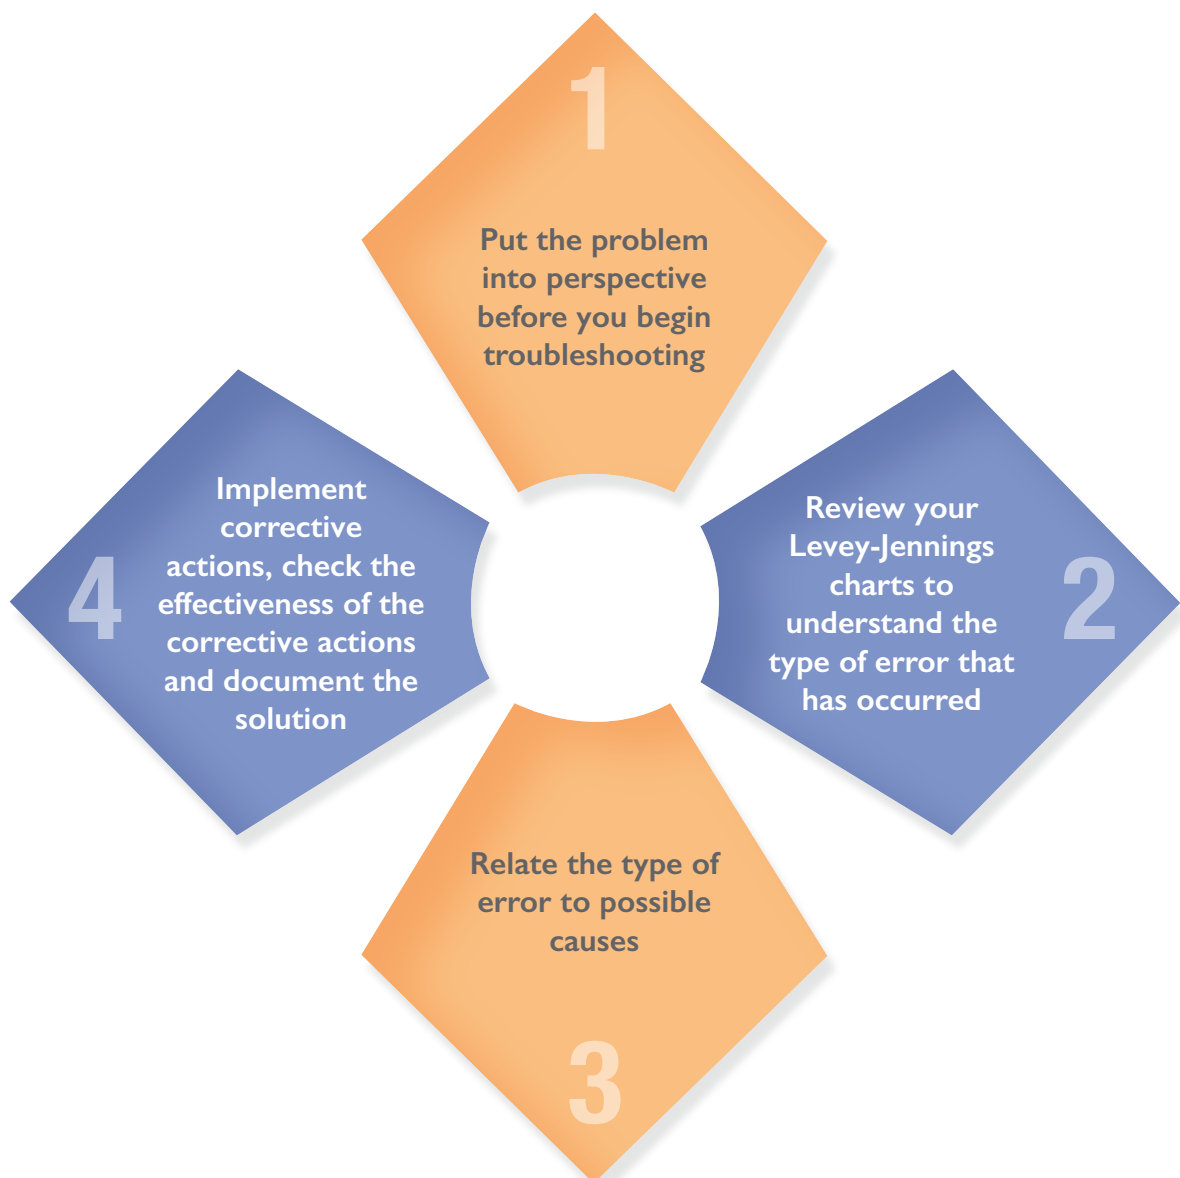 1
Put the problem
into perspective
before you begin
troubleshooting
2
Review your
Levey-Jennings
charts to
understand the
type of error that
has occurred
3
Relate the type of
error to possible
causes
4
Implement
corrective
actions, check the
effectiveness of the
corrective actions
and document the
solution